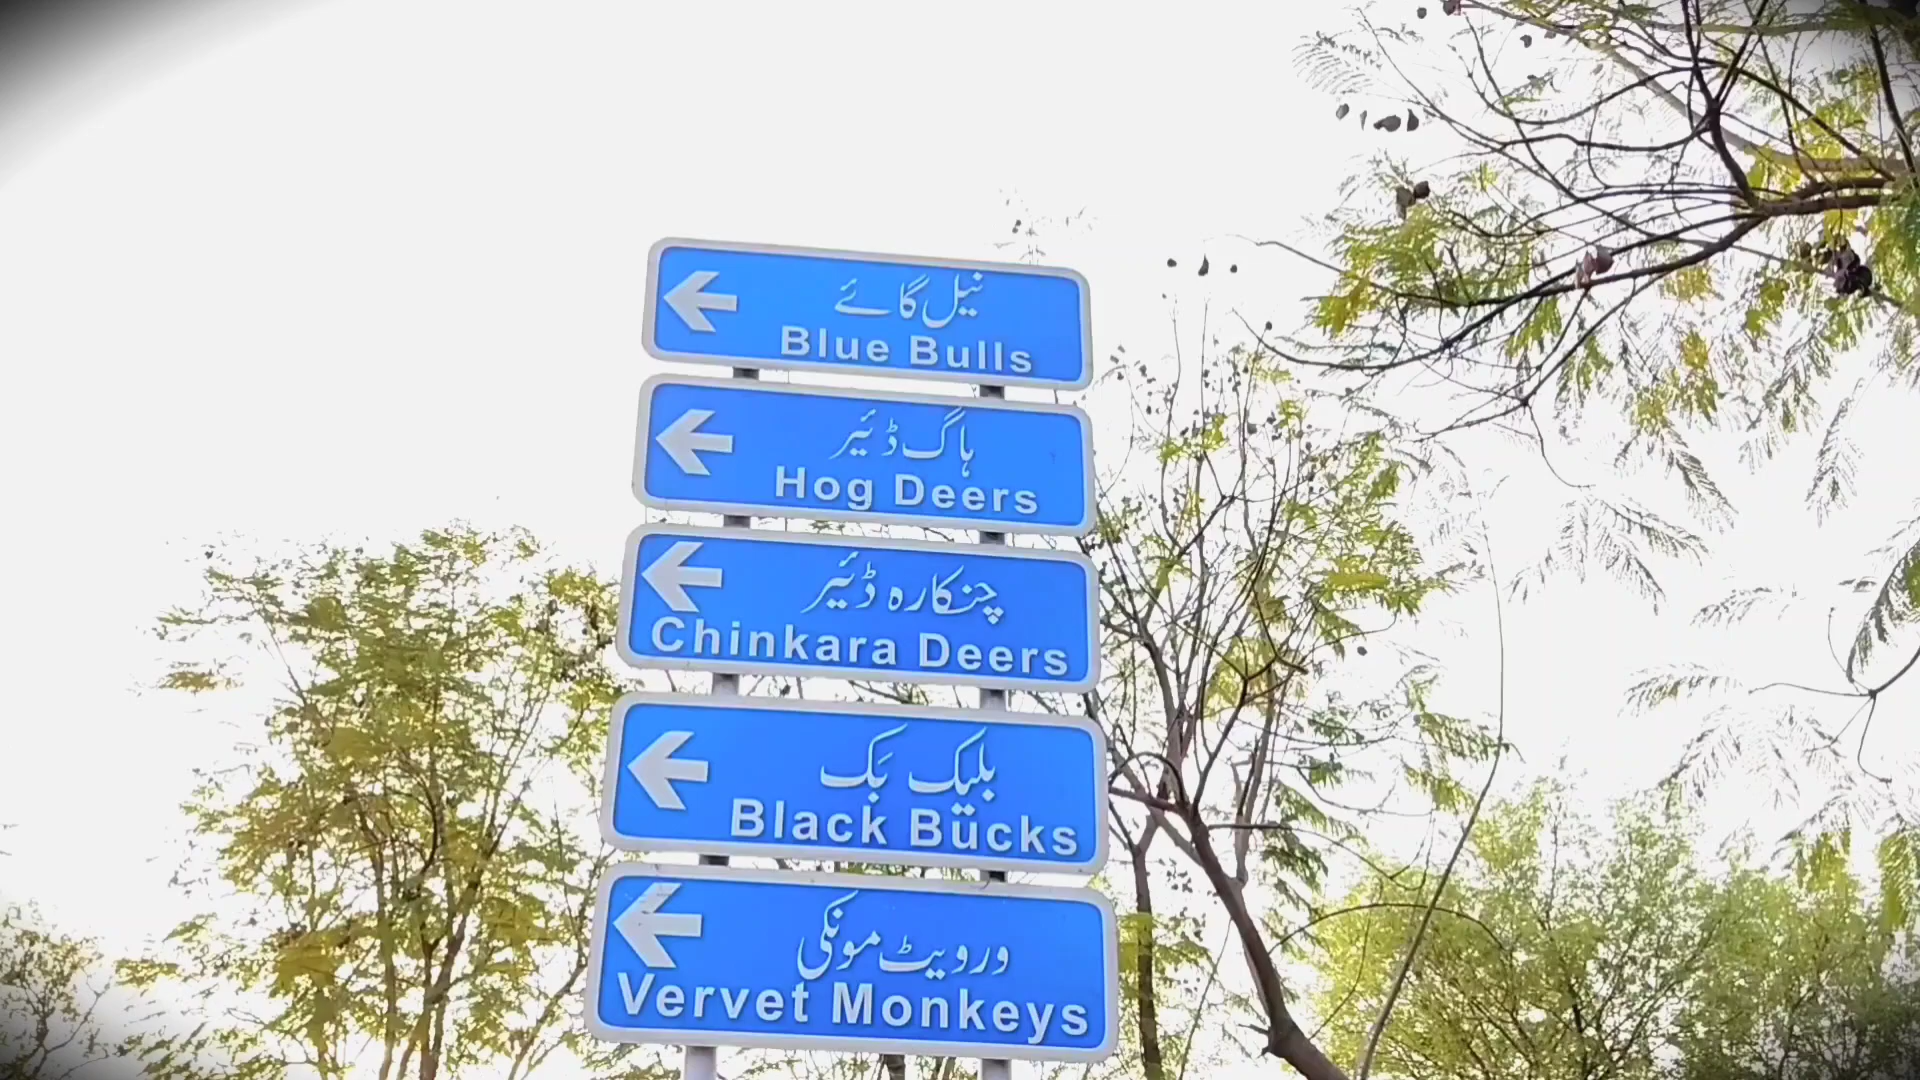 نیل گائے
Blue Bulls
ہاگ ڈئیر
Hog Deers
چنکارہ ڈئیر
Chinkara Deers
بلیک بَک
Black Bucks
ورویٹ مونکی
Vervet Monkeys